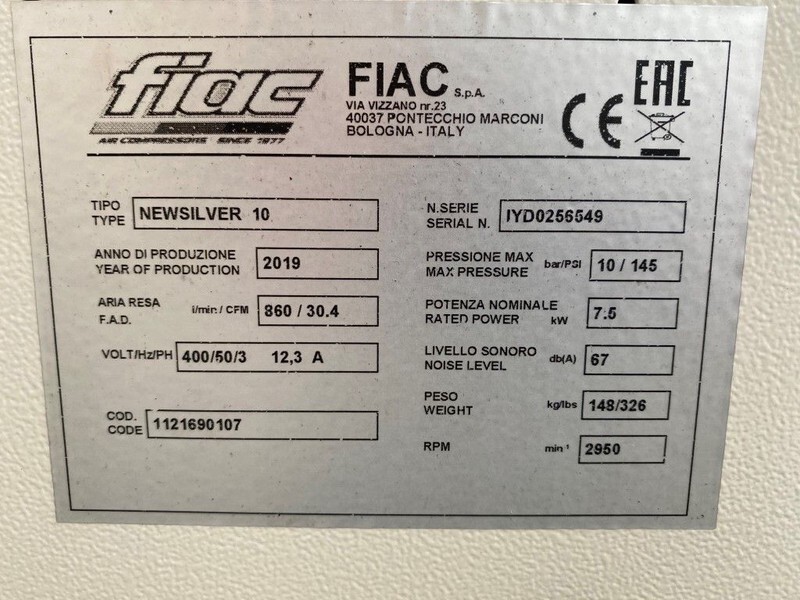 fiac
AIR COMPRESSORS SINCE 1977
FIAC S.p.A.
VIA VIZZANO nr.23
40037 PONTECCHIO MARCONI
BOLOGNA - ITALY
CE
EAC
TIPO
TYPE
NEWSILVER 10
ANNO DI PRODUZIONE
YEAR OF PRODUCTION
2019
ARIA RESA
F.A.D.
l/min / CFM
860 / 30.4
VOLT/Hz/PH
400/50/3 12,3 A
COD.
CODE
1121690107
N.SERIE
SERIAL N.
IYD0256549
PRESSIONE MAX
MAX PRESSURE
bar/PSI
10 / 145
POTENZA NOMINALE
RATED POWER
kW
7.5
LIVELLO SONORO
NOISE LEVEL
db(A)
67
PESO
WEIGHT
kg/lbs
148/326
RPM
min⁻¹
2950